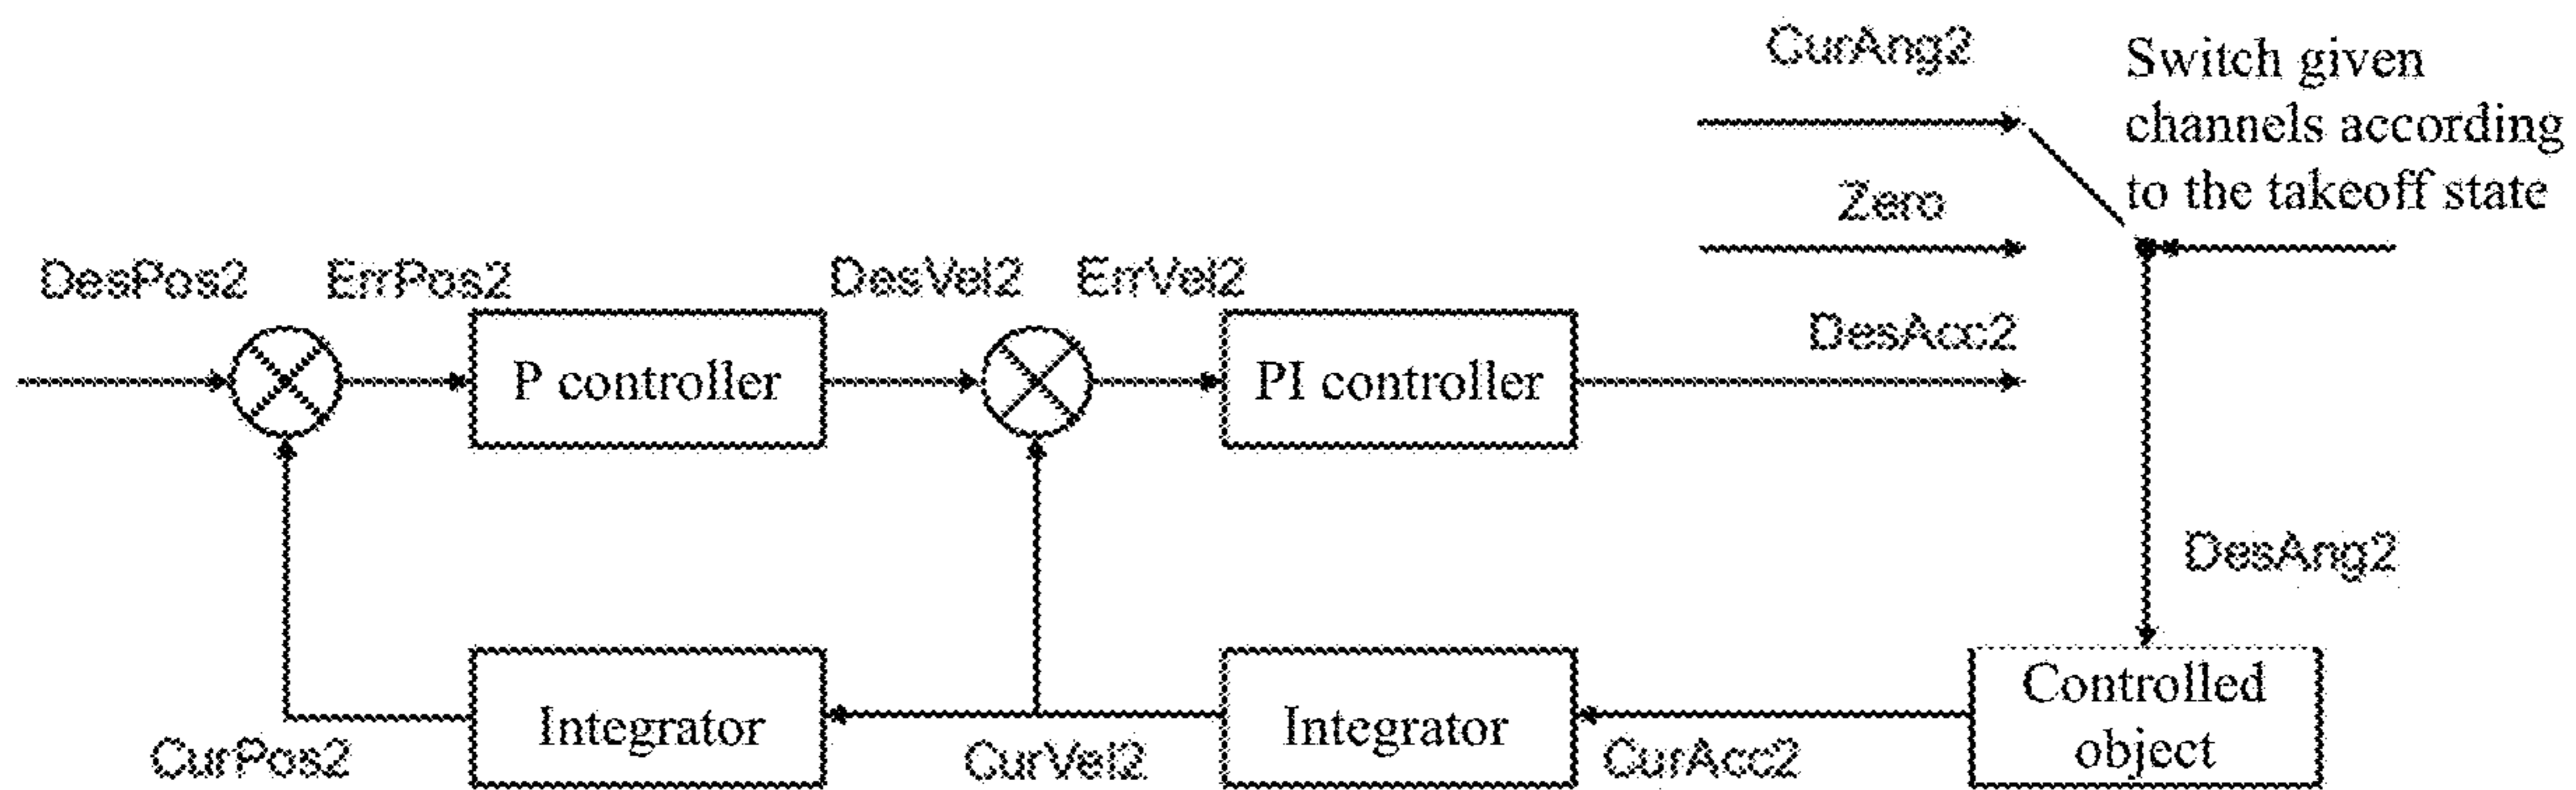 CurAng2
Switch given
channels according
to the takeoff state
Zero
DesPos2
ErrPos2
DesVel2
ErrVel2
DesAcc2
P controller
PI controller
DesAng2
Integrator
Integrator
Controlled
object
CurPos2
CurVel2
CurAcc2